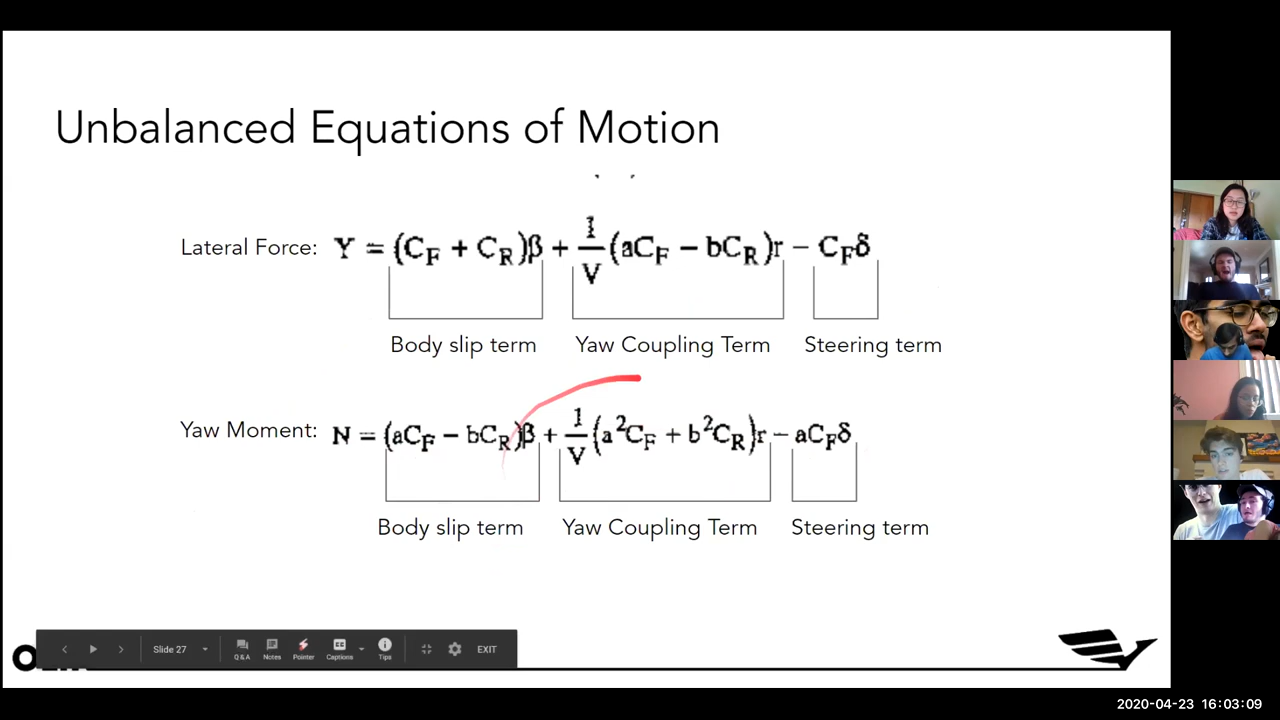 Unbalanced Equations of Motion
Lateral Force: Y = (C_F + C_R)β + 1/V (aC_F − bC_R)r − C_Fδ
Body slip term Yaw Coupling Term Steering term
Yaw Moment: N = (aC_F − bC_R)β + 1/V (a²C_F + b²C_R)r − aC_Fδ
Body slip term Yaw Coupling Term Steering term
Slide 27 Q&A Notes Pointer Captions Tips EXIT
2020-04-23 16:03:09